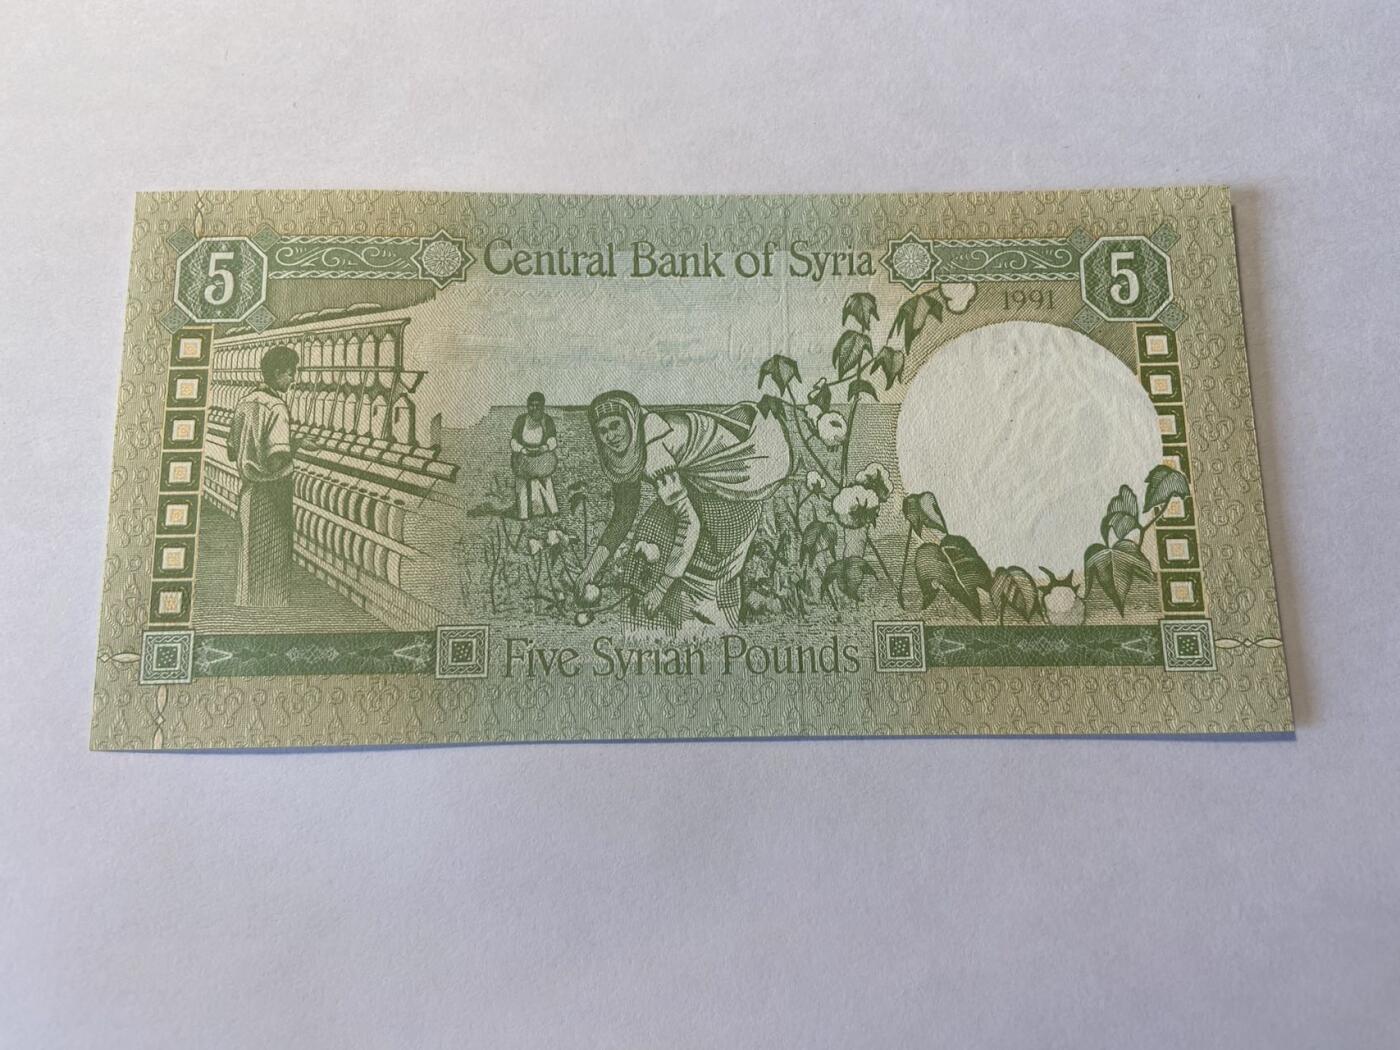 5 Central Bank of Syria 5
1991
Five Syrian Pounds